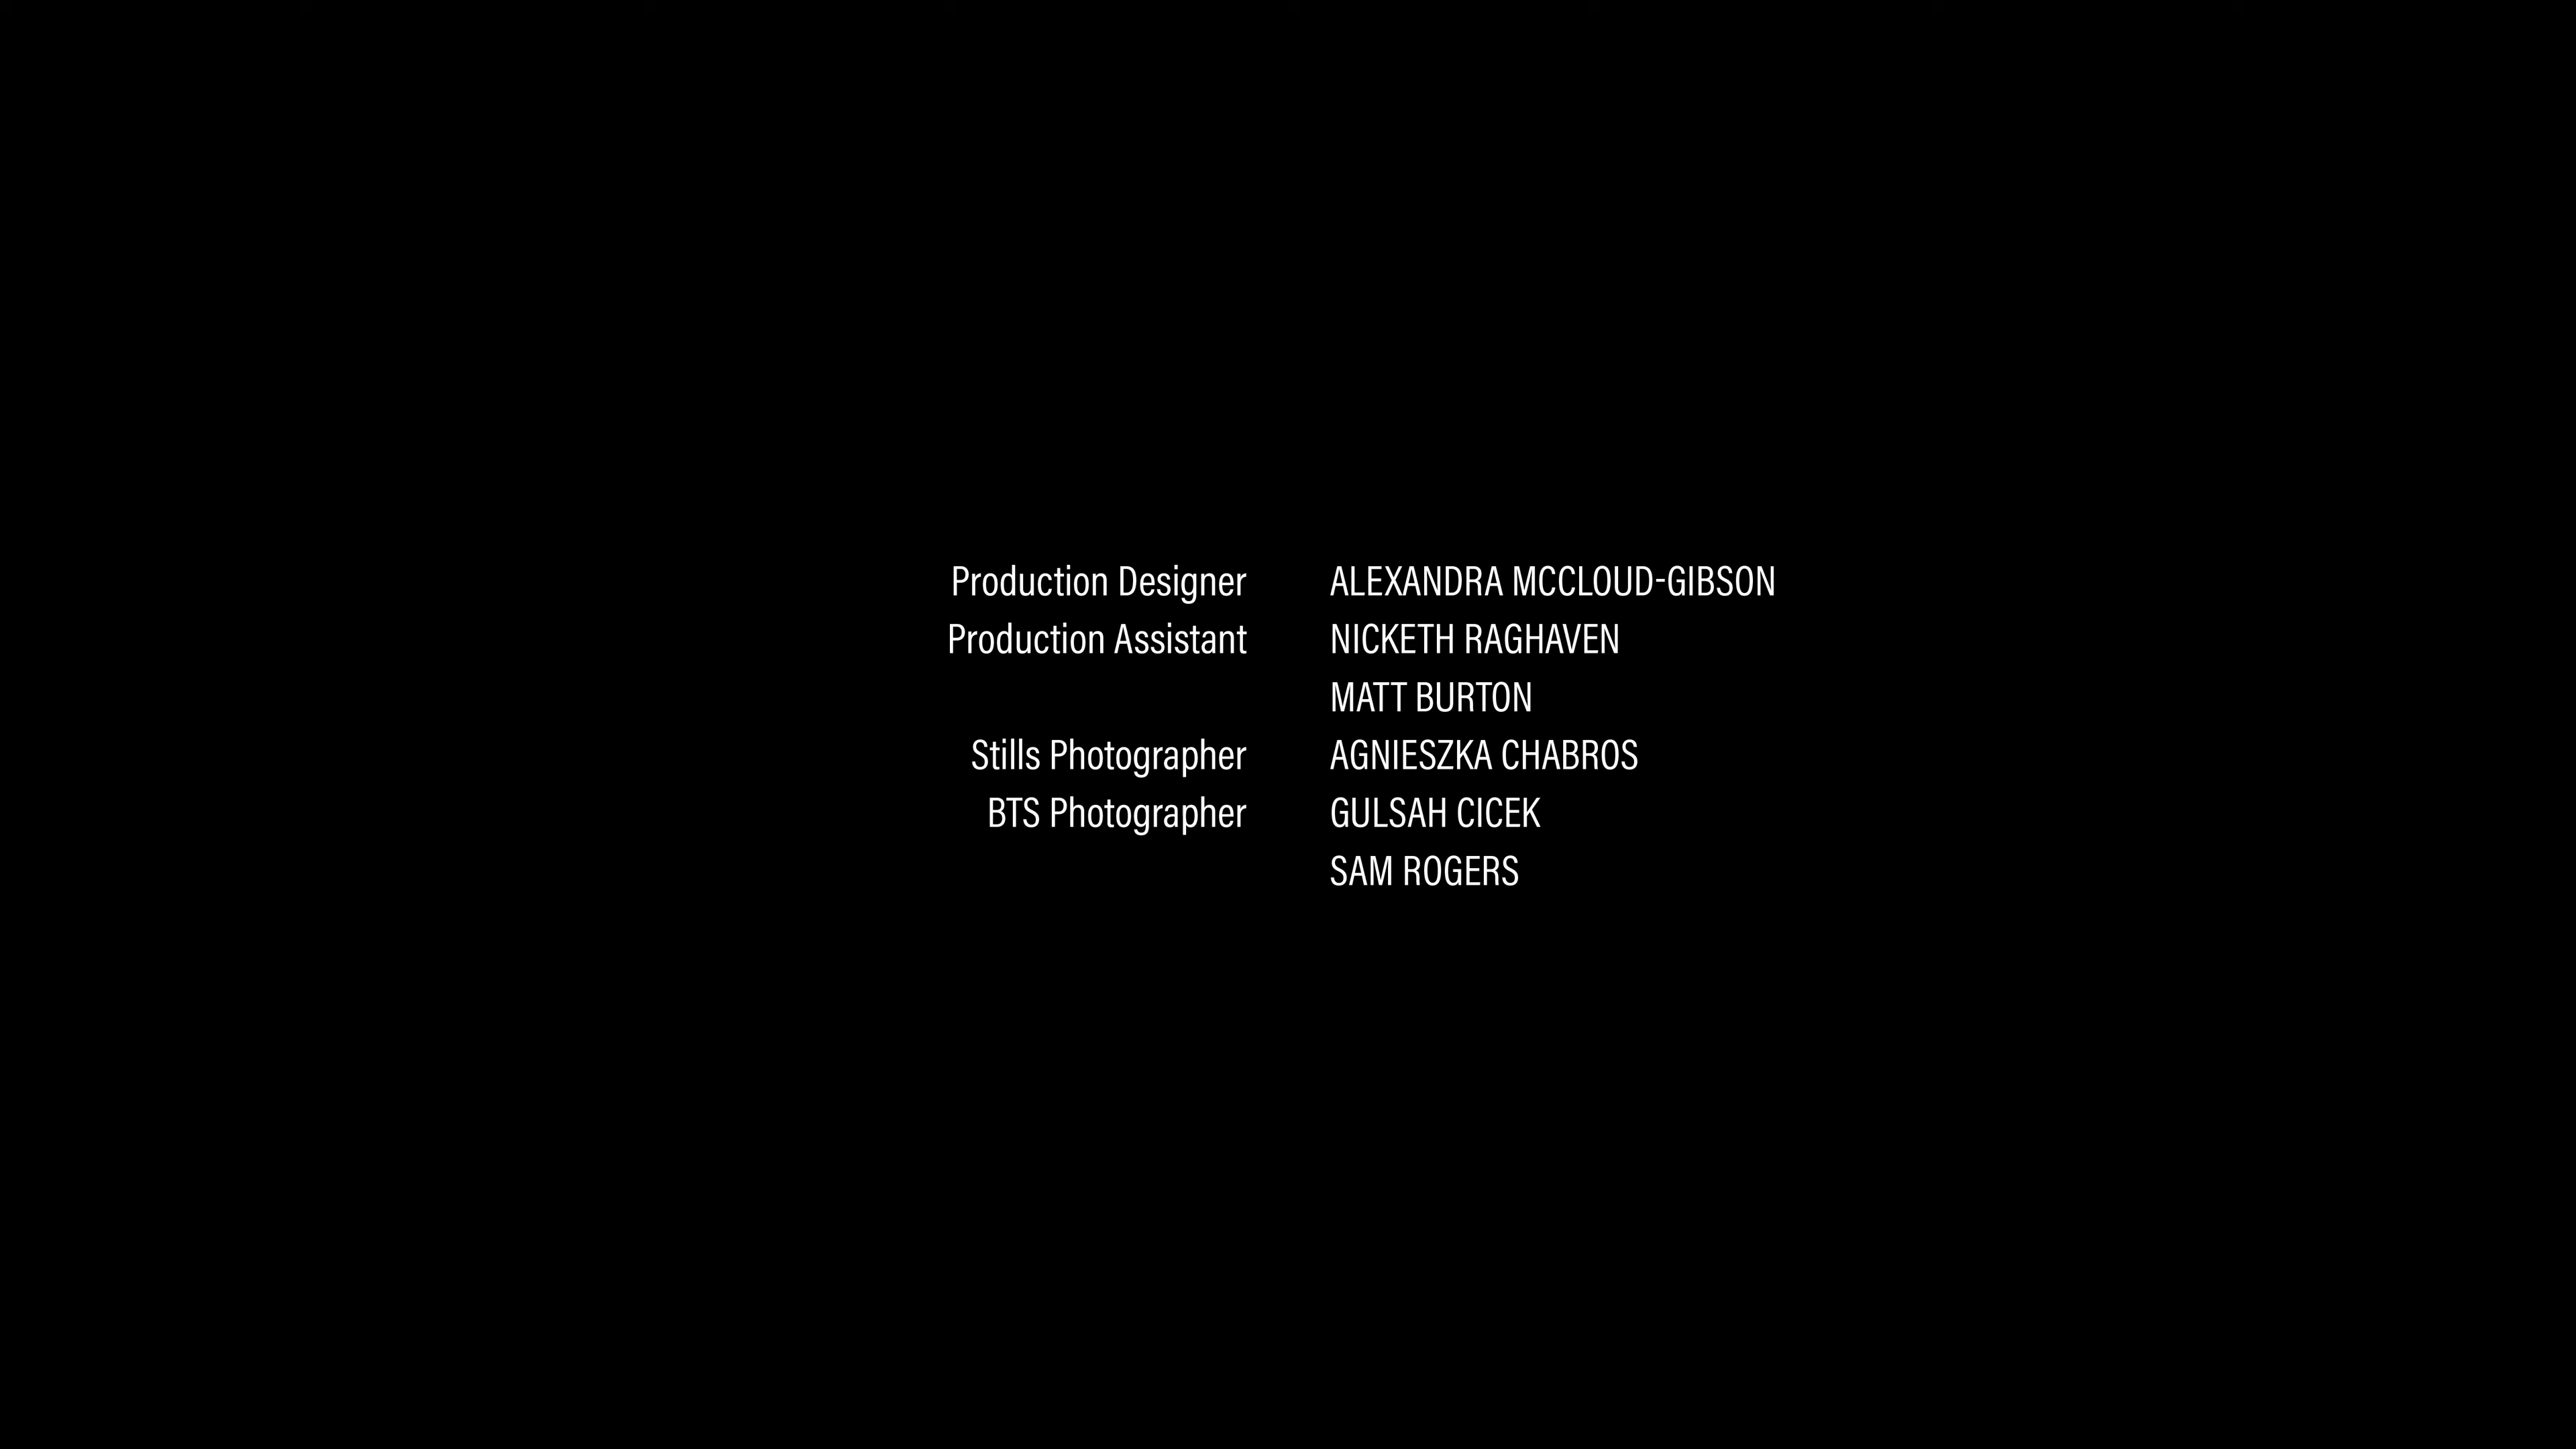 Production Designer ALEXANDRA MCCLOUD-GIBSON
Production Assistant NICKETH RAGHAVEN
MATT BURTON
Stills Photographer AGNIESZKA CHABROS
BTS Photographer GULSAH CICEK
SAM ROGERS